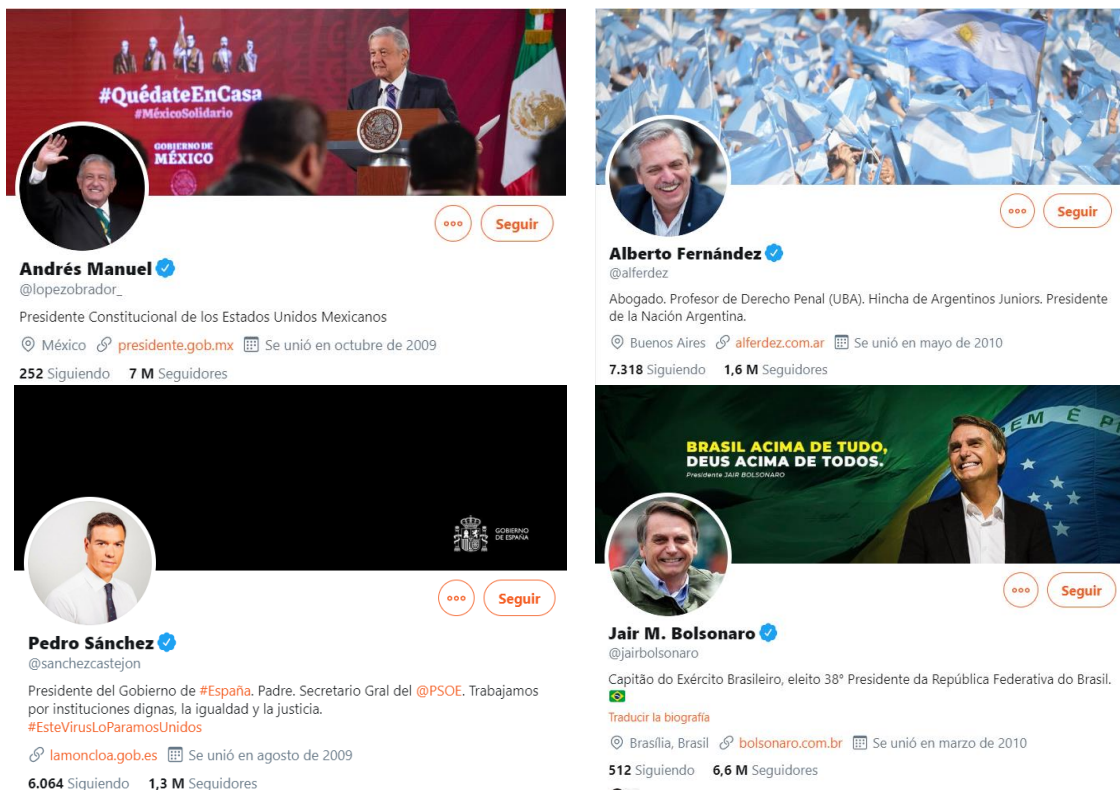 #QuédateEnCasa
#MéxicoSolidario
GOBIERNO DE
MÉXICO
Seguir
Andrés Manuel
@lopezobrador_
Presidente Constitucional de los Estados Unidos Mexicanos
México presidente.gob.mx Se unió en octubre de 2009
252 Siguiendo 7 M Seguidores
Seguir
Alberto Fernández
@alferdez
Abogado. Profesor de Derecho Penal (UBA). Hincha de Argentinos Juniors. Presidente
de la Nación Argentina.
Buenos Aires alferdez.com.ar Se unió en mayo de 2010
7.318 Siguiendo 1,6 M Seguidores
GOBIERNO
DE ESPAÑA
Seguir
Pedro Sánchez
@sanchezcastejon
Presidente del Gobierno de #España. Padre. Secretario Gral del @PSOE. Trabajamos
por instituciones dignas, la igualdad y la justicia.
#EsteVirusLoParamosUnidos
lamoncloa.gob.es Se unió en agosto de 2009
6.064 Siguiendo 1,3 M Seguidores
BRASIL ACIMA DE TUDO,
DEUS ACIMA DE TODOS.
Presidente JAIR BOLSONARO
EM E P
Seguir
Jair M. Bolsonaro
@jairbolsonaro
Capitão do Exército Brasileiro, eleito 38° Presidente da República Federativa do Brasil.
Traducir la biografía
Brasília, Brasil bolsonaro.com.br Se unió en marzo de 2010
512 Siguiendo 6,6 M Seguidores